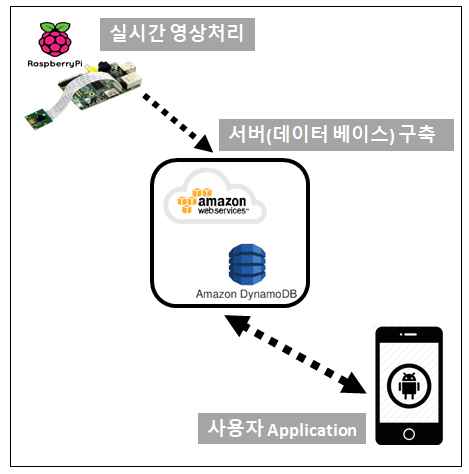 실시간 영상처리
RaspberryPi
서버(데이터 베이스) 구축
amazon
webservices™
Amazon DynamoDB
사용자 Application